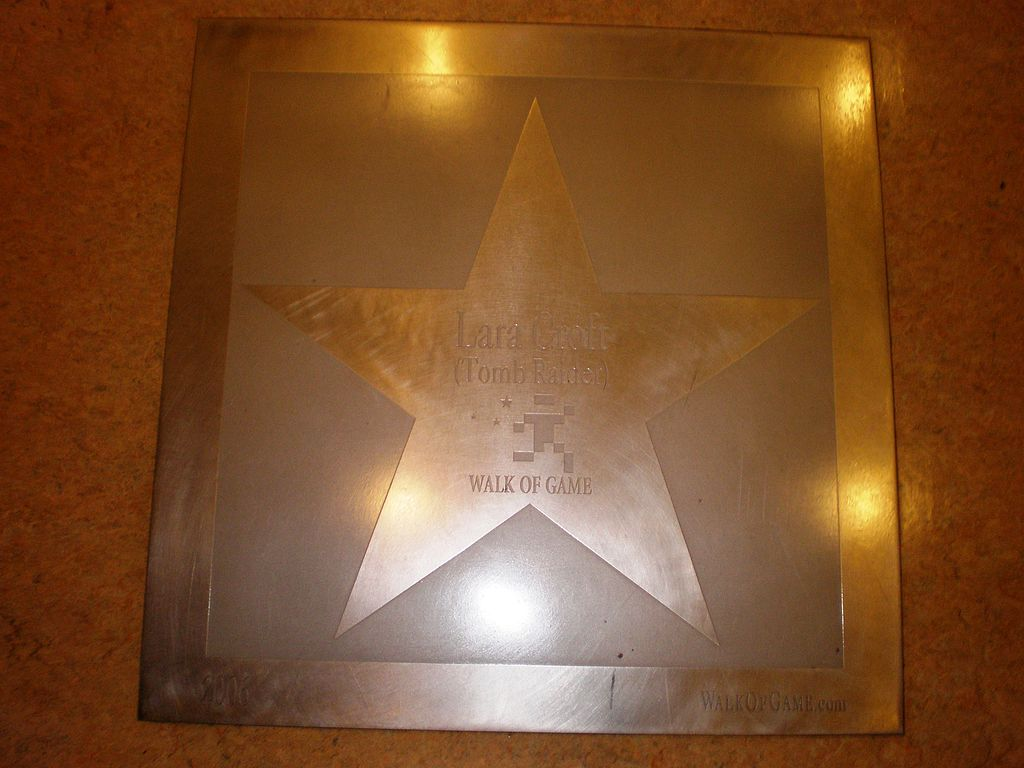 Lara Croft
(Tomb Raider)
WALK OF GAME
2006
WALKOFGAME.com